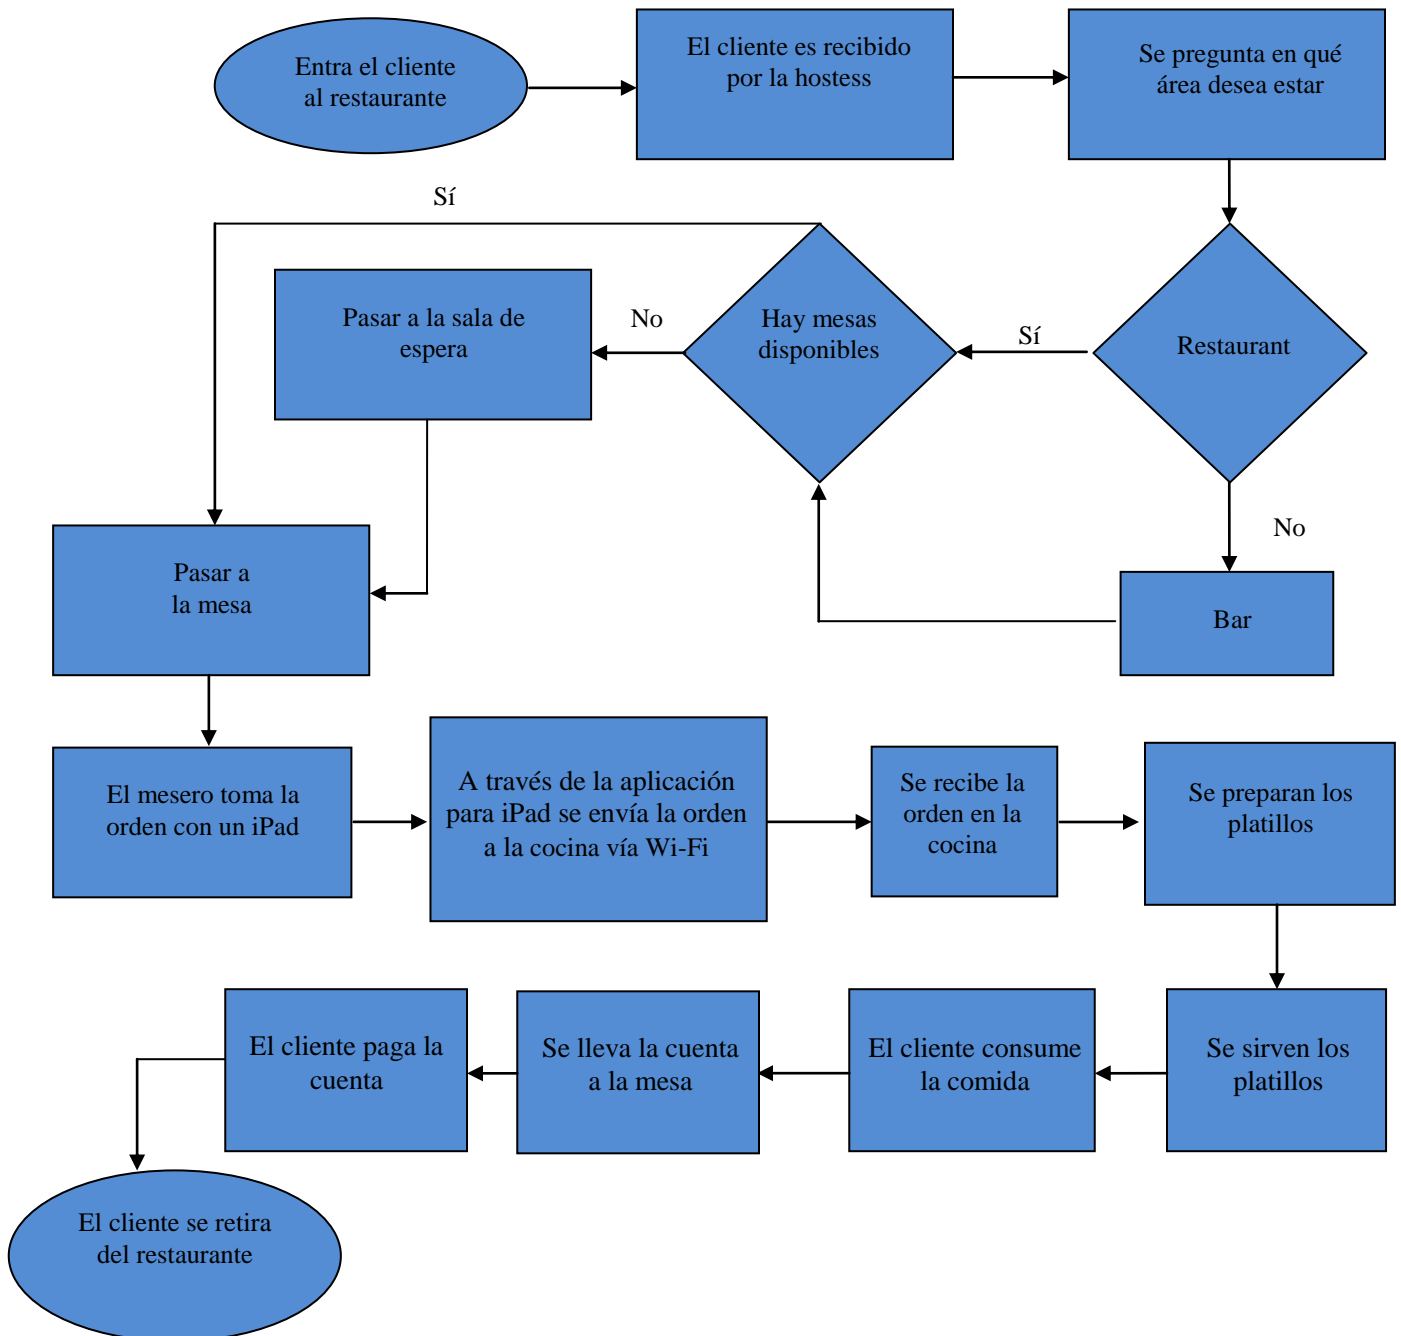 Entra el cliente
al restaurante
El cliente es recibido
por la hostess
Se pregunta en qué
área desea estar
Restaurant
Sí
No
Bar
Hay mesas
disponibles
Sí
No
Pasar a la sala de
espera
Pasar a
la mesa
El mesero toma la
orden con un iPad
A través de la aplicación
para iPad se envía la orden
a la cocina vía Wi-Fi
Se recibe la
orden en la
cocina
Se preparan los
platillos
Se sirven los
platillos
El cliente consume
la comida
Se lleva la cuenta
a la mesa
El cliente paga la
cuenta
El cliente se retira
del restaurante